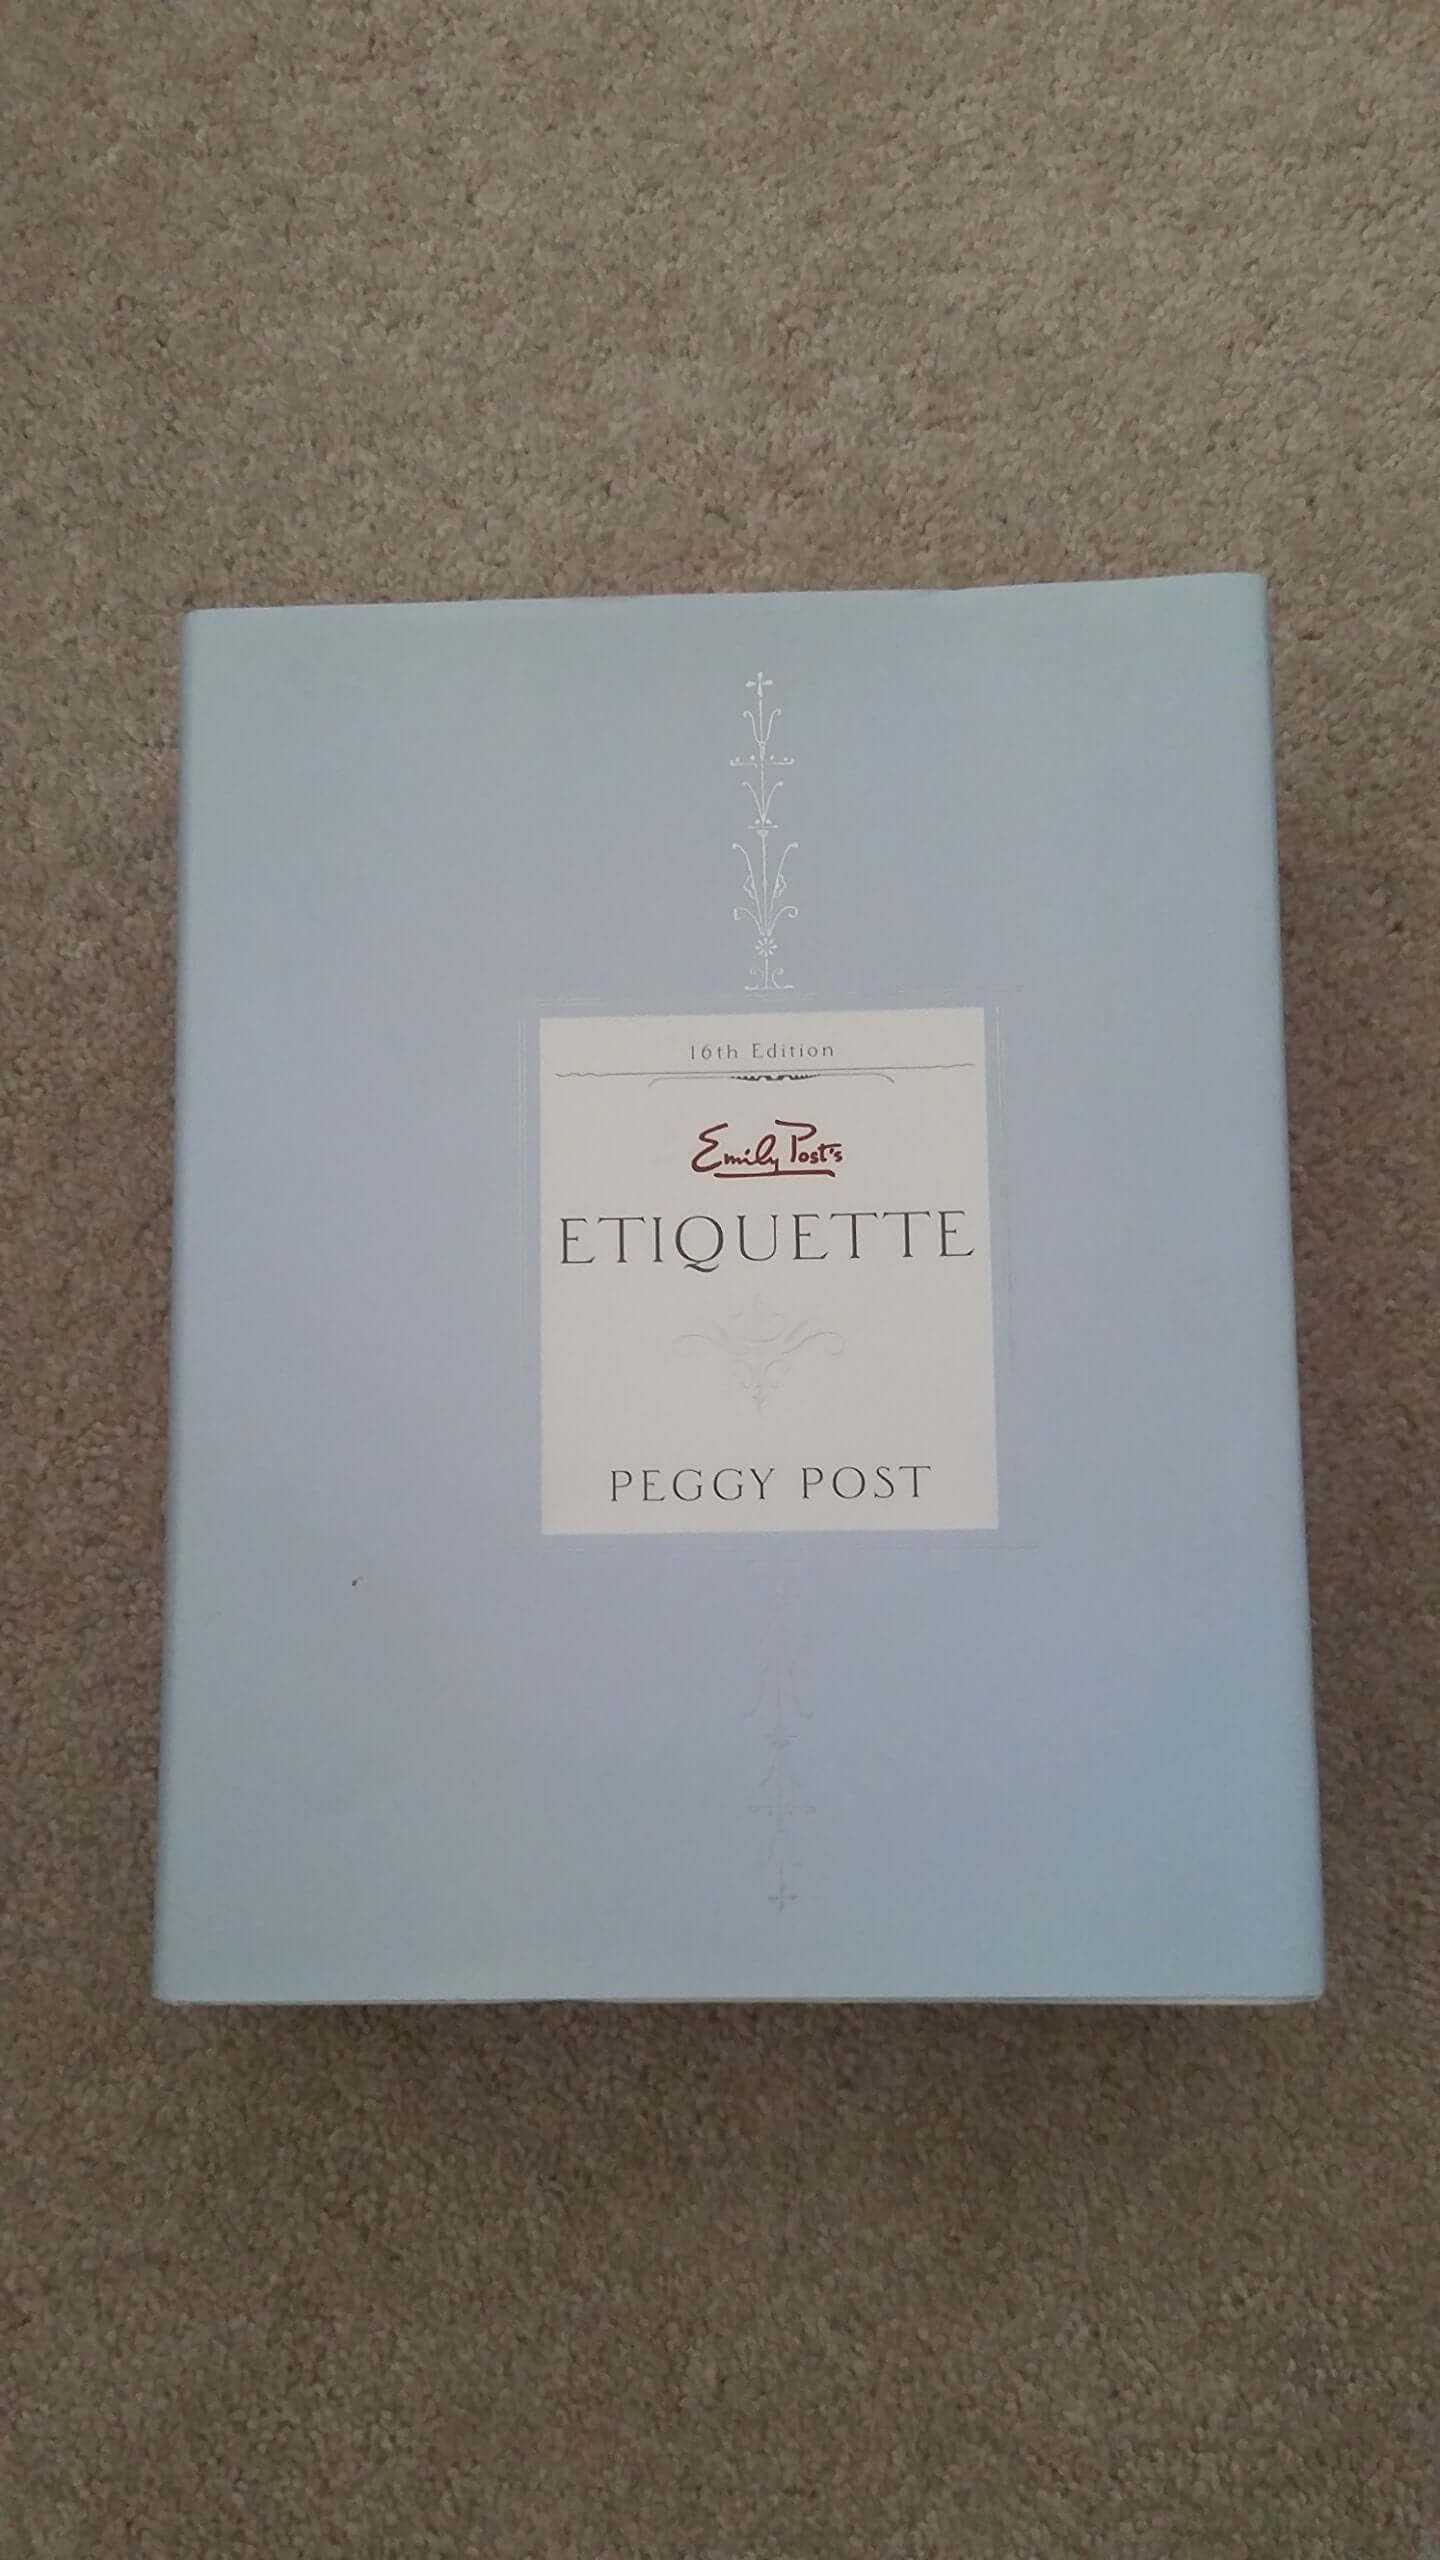 16th Edition
Emily Post's
ETIQUETTE
PEGGY POST